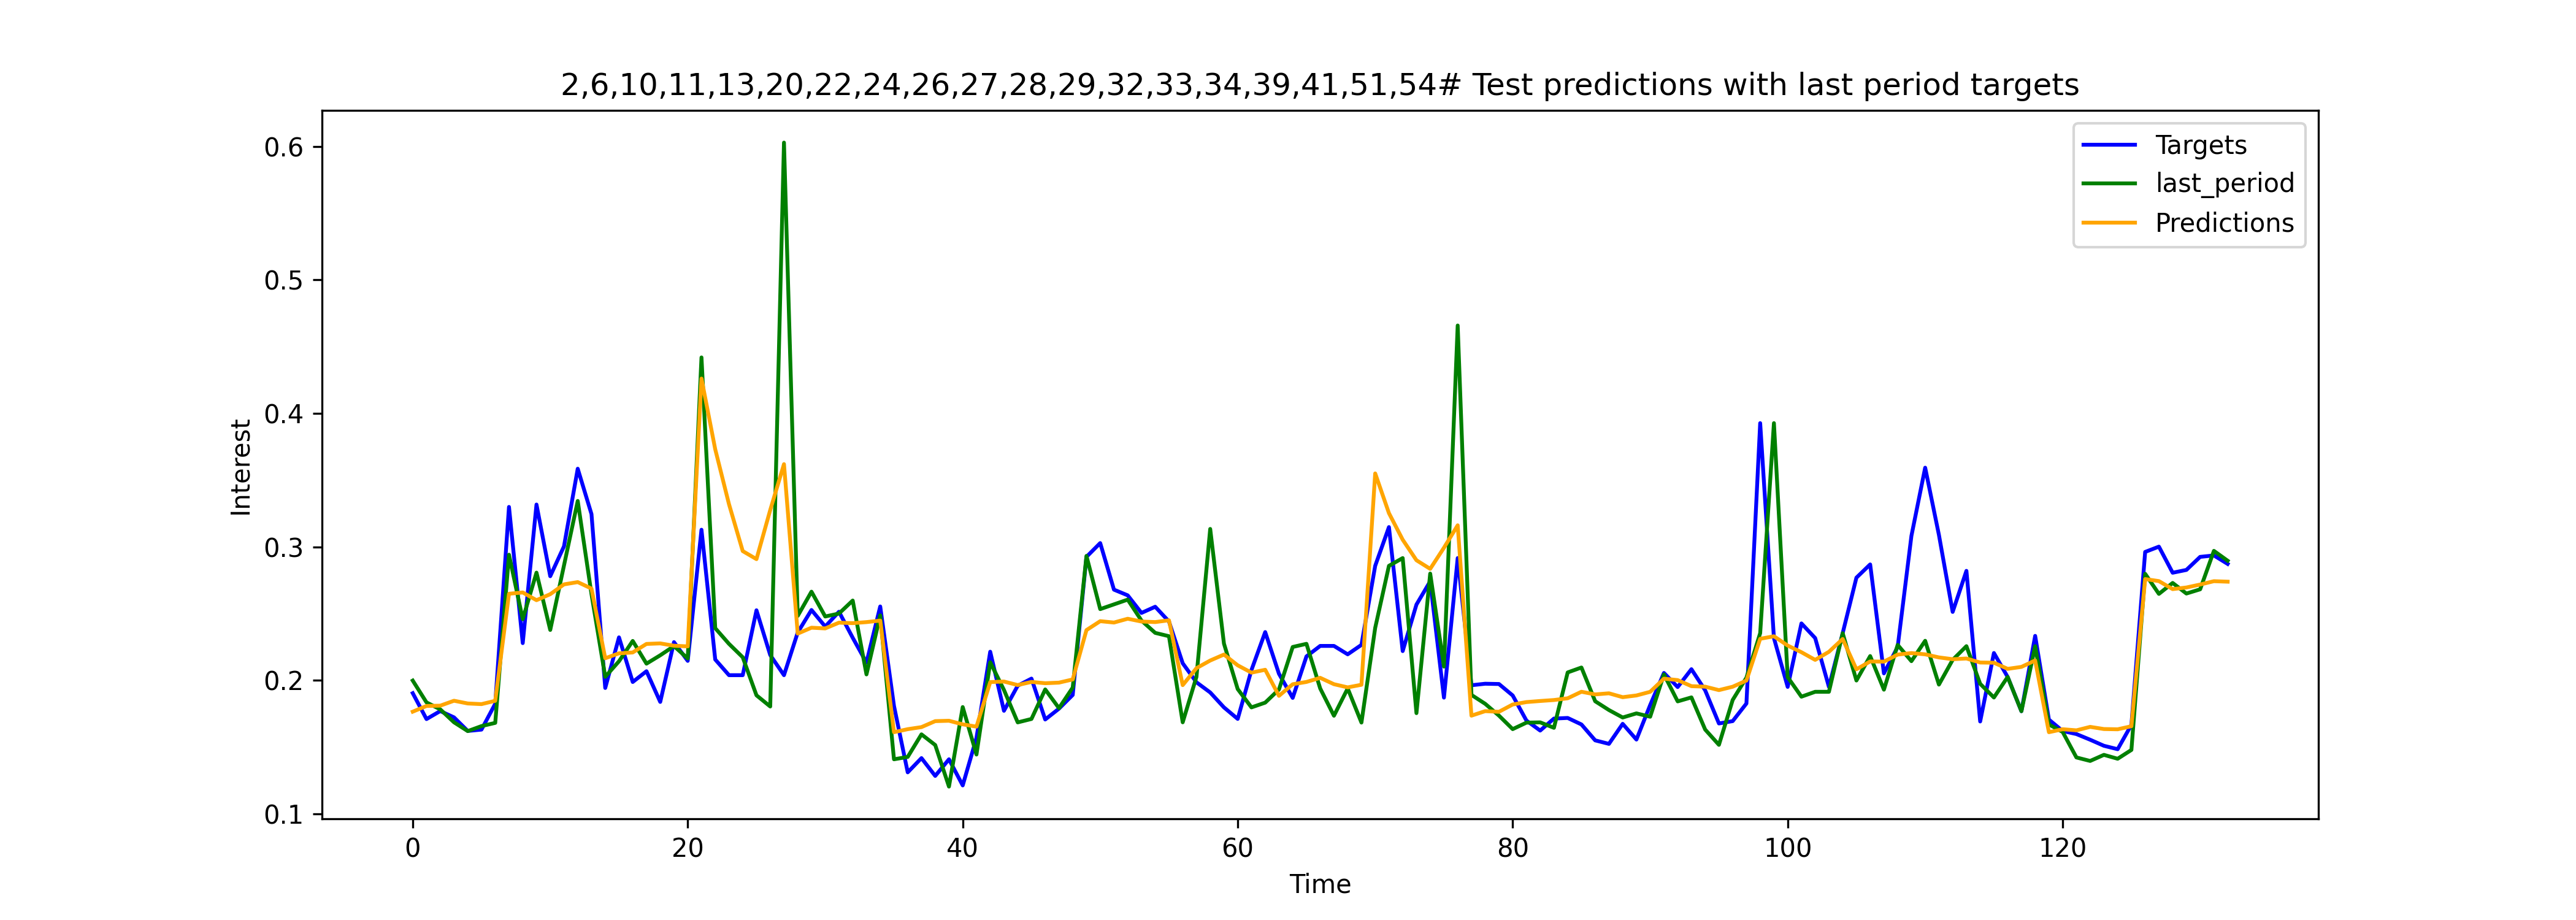 2,6,10,11,13,20,22,24,26,27,28,29,32,33,34,39,41,51,54# Test predictions with last period targets
Targets
last_period
Predictions
Interest
0.6
0.5
0.4
0.3
0.2
0.1
0 20 40 60 80 100 120
Time